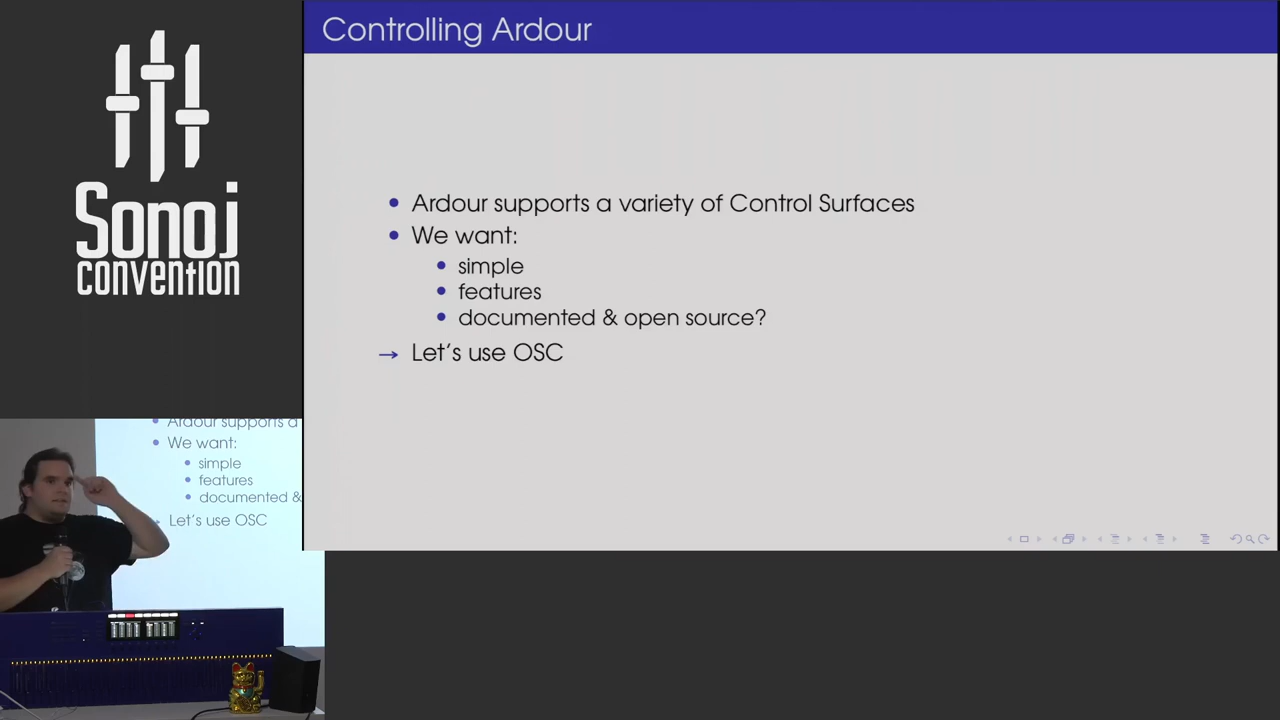 Controlling Ardour
Sonoj
convention
• Ardour supports a variety of Control Surfaces
• We want:
• simple
• features
• documented & open source?
→ Let's use OSC
• Ardour supports a
• We want:
• simple
• features
• documented &
Let's use OSC